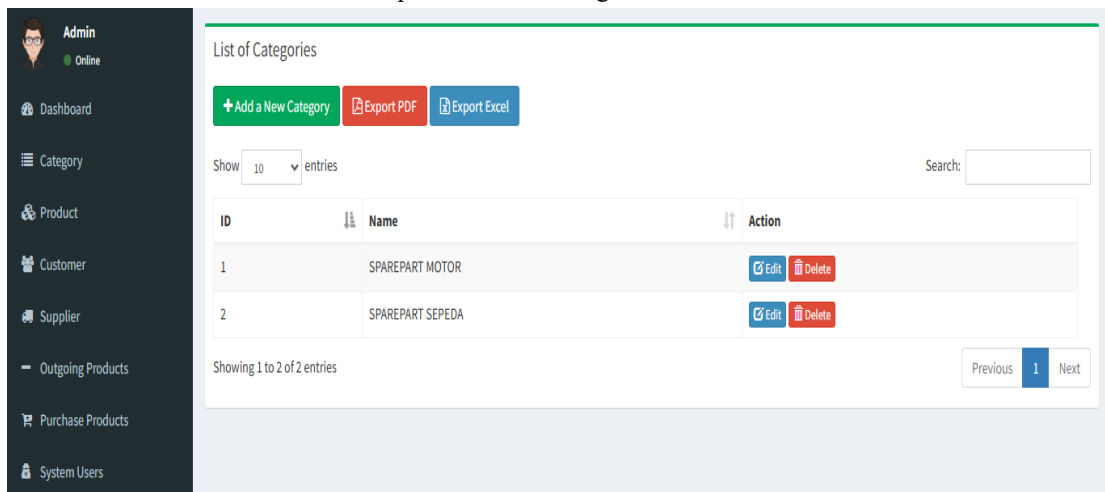 Admin
Online
Dashboard
Category
Product
Customer
Supplier
Outgoing Products
Purchase Products
System Users
List of Categories
Add a New Category Export PDF Export Excel
Show 10 entries Search:
ID Name Action
1 SPAREPART MOTOR Edit Delete
2 SPAREPART SEPEDA Edit Delete
Showing 1 to 2 of 2 entries Previous 1 Next